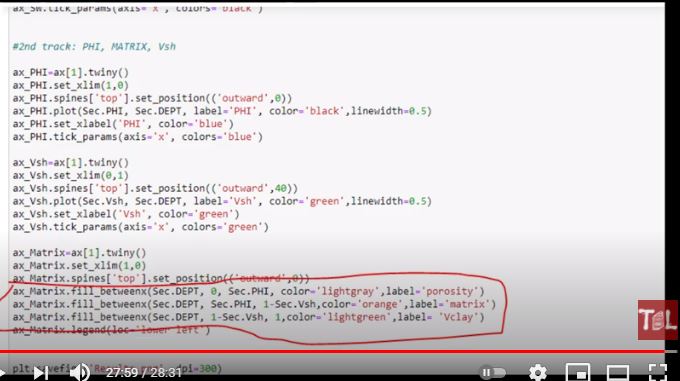 ax_SW.tick_params(axis='x', colors='black')
#2nd track: PHI, MATRIX, Vsh
ax_PHI=ax[1].twiny()
ax_PHI.set_xlim(1,0)
ax_PHI.spines['top'].set_position(('outward',0))
ax_PHI.plot(Sec.PHI, Sec.DEPT, label='PHI', color='black',linewidth=0.5)
ax_PHI.set_xlabel('PHI', color='blue')
ax_PHI.tick_params(axis='x', colors='blue')
ax_Vsh=ax[1].twiny()
ax_Vsh.set_xlim(0,1)
ax_Vsh.spines['top'].set_position(('outward',40))
ax_Vsh.plot(Sec.Vsh, Sec.DEPT, label='Vsh', color='green',linewidth=0.5)
ax_Vsh.set_xlabel('Vsh', color='green')
ax_Vsh.tick_params(axis='x', colors='green')
ax_Matrix=ax[1].twiny()
ax_Matrix.set_xlim(1,0)
ax_Matrix.spines['top'].set_position(('outward',0))
ax_Matrix.fill_betweenx(Sec.DEPT, 0, Sec.PHI, color='lightgray',label='porosity')
ax_Matrix.fill_betweenx(Sec.DEPT, Sec.PHI, 1-Sec.Vsh,color='orange',label='matrix')
ax_Matrix.fill_betweenx(Sec.DEPT, 1-Sec.Vsh, 1,color='lightgreen',label= 'Vclay')
ax_Matrix.legend(loc='lower left')
27:59 / 28:31